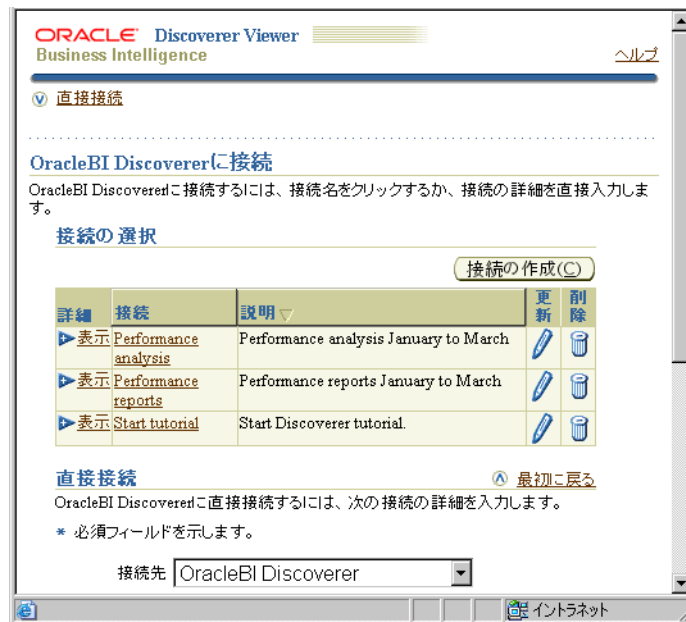 ORACLE Discoverer Viewer
Business Intelligence
ヘルプ
直接接続
OracleBI Discovererに接続
OracleBI Discovererに接続するには、接続名をクリックするか、接続の詳細を直接入力しま
す。
接続の選択
接続の作成(C)
詳細 接続 説明 更新 削除
表示 Performance analysis Performance analysis January to March
表示 Performance reports Performance reports January to March
表示 Start tutorial Start Discoverer tutorial.
直接接続 最初に戻る
OracleBI Discovererに直接接続するには、次の接続の詳細を入力します。
* 必須フィールドを示します。
接続先 OracleBI Discoverer
イントラネット